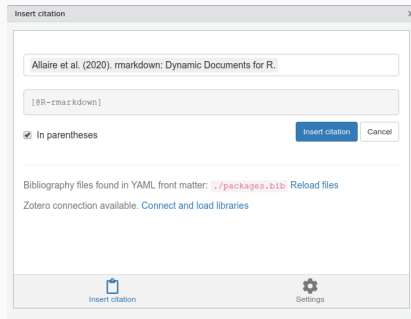 Insert citation
Allaire et al. (2020). rmarkdown: Dynamic Documents for R.
[@R-rmarkdown]
In parentheses
Insert citation Cancel
Bibliography files found in YAML front matter: ./packages.bib Reload files
Zotero connection available. Connect and load libraries
Insert citation Settings